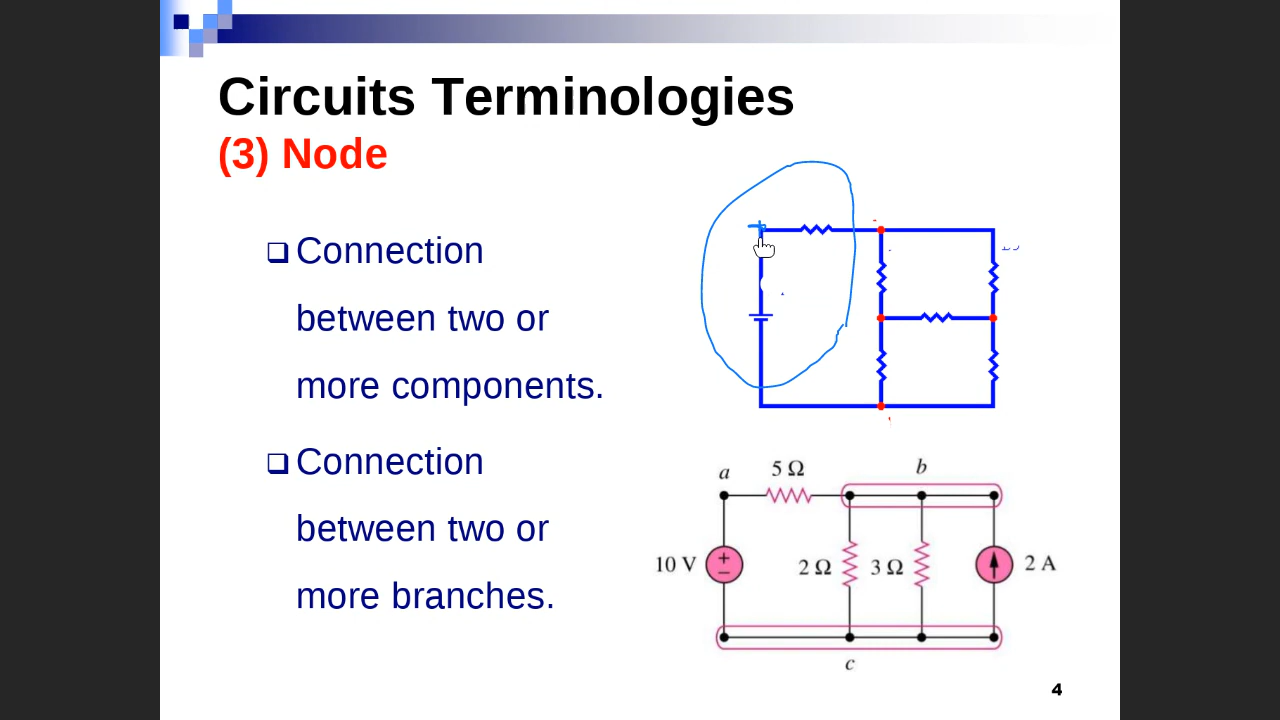 Circuits Terminologies
(3) Node
❑ Connection
between two or
more components.
❑ Connection
between two or
more branches.
a
5 Ω
b
10 V
+
−
2 Ω
3 Ω
2 A
c
4